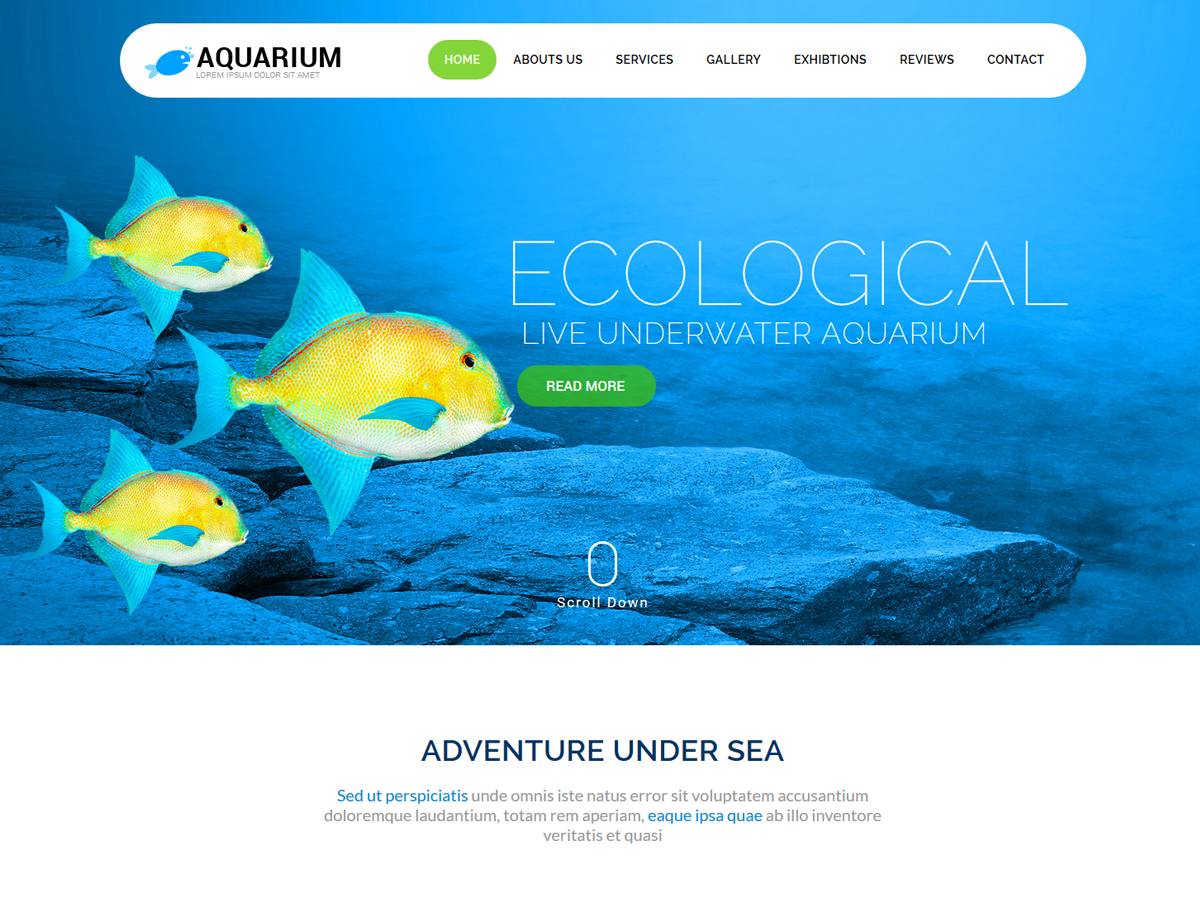 AQUARIUM
LOREM IPSUM DOLOR SIT AMET
HOME ABOUTS US SERVICES GALLERY EXHIBTIONS REVIEWS CONTACT
ECOLOGICAL
LIVE UNDERWATER AQUARIUM
READ MORE
Scroll Down
ADVENTURE UNDER SEA
Sed ut perspiciatis unde omnis iste natus error sit voluptatem accusantium
doloremque laudantium, totam rem aperiam, eaque ipsa quae ab illo inventore
veritatis et quasi